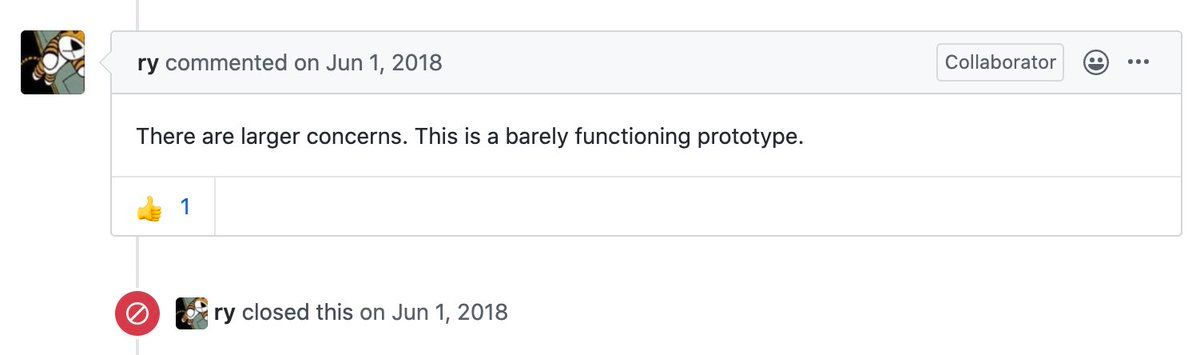 ry commented on Jun 1, 2018 Collaborator
There are larger concerns. This is a barely functioning prototype.
👍 1
ry closed this on Jun 1, 2018